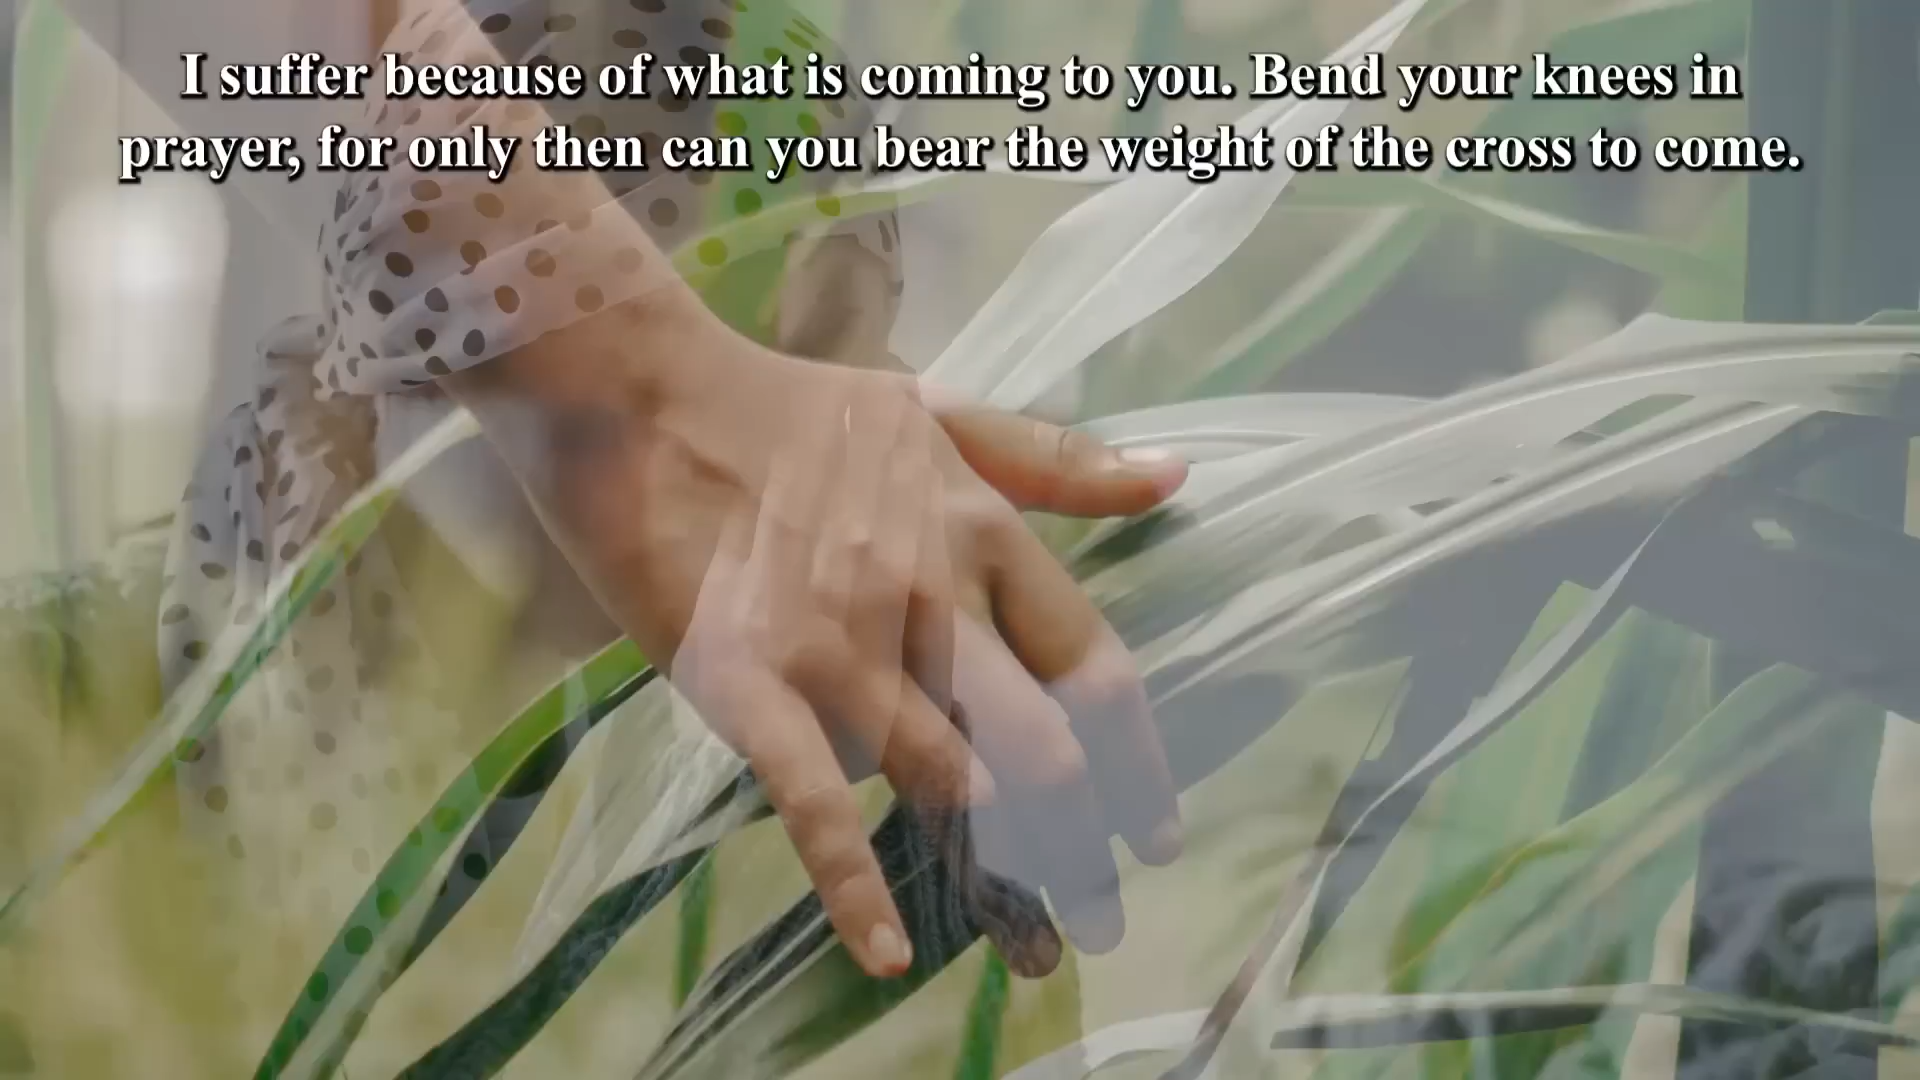 I suffer because of what is coming to you. Bend your knees in
prayer, for only then can you bear the weight of the cross to come.